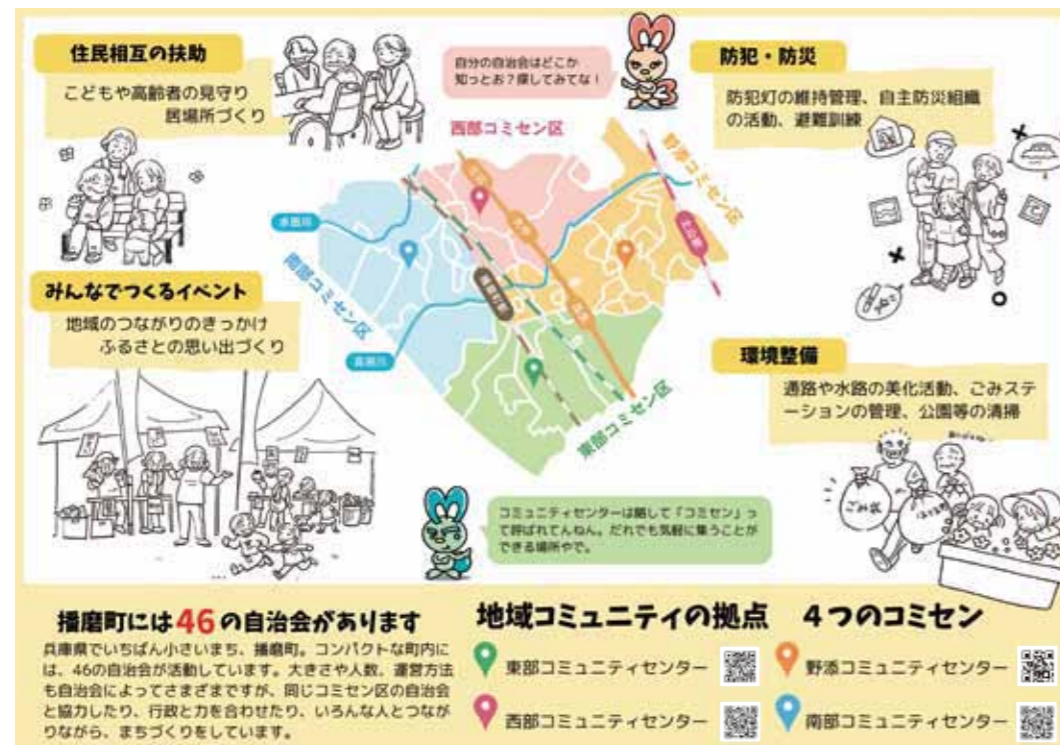 住民相互の扶助
こどもや高齢者の見守り
居場所づくり
自分の自治会はどこか
知っとお？探してみてな！
防犯・防災
防犯灯の維持管理、自主防災組織
の活動、避難訓練
西部コミセン区
野添コミセン区
南部コミセン区
東部コミセン区
水田川
喜瀬川
みんなでつくるイベント
地域のつながりのきっかけ
ふるさとの思い出づくり
環境整備
通路や水路の美化活動、ごみステ
ーションの管理、公園等の清掃
ごみ袋
コミュニティセンターは略して「コミセン」っ
て呼ばれてんねん。だれでも気軽に集うことが
できる場所やで。
播磨町には46の自治会があります
兵庫県でいちばん小さいまち、播磨町。コンパクトな町内に
は、46の自治会が活動しています。大きさや人数、運営方法
も自治会によってさまざまですが、同じコミセン区の自治会
と協力したり、行政と力を合わせたり、いろんな人とつなが
りながら、まちづくりをしています。
地域コミュニティの拠点　4つのコミセン
東部コミュニティセンター
野添コミュニティセンター
西部コミュニティセンター
南部コミュニティセンター